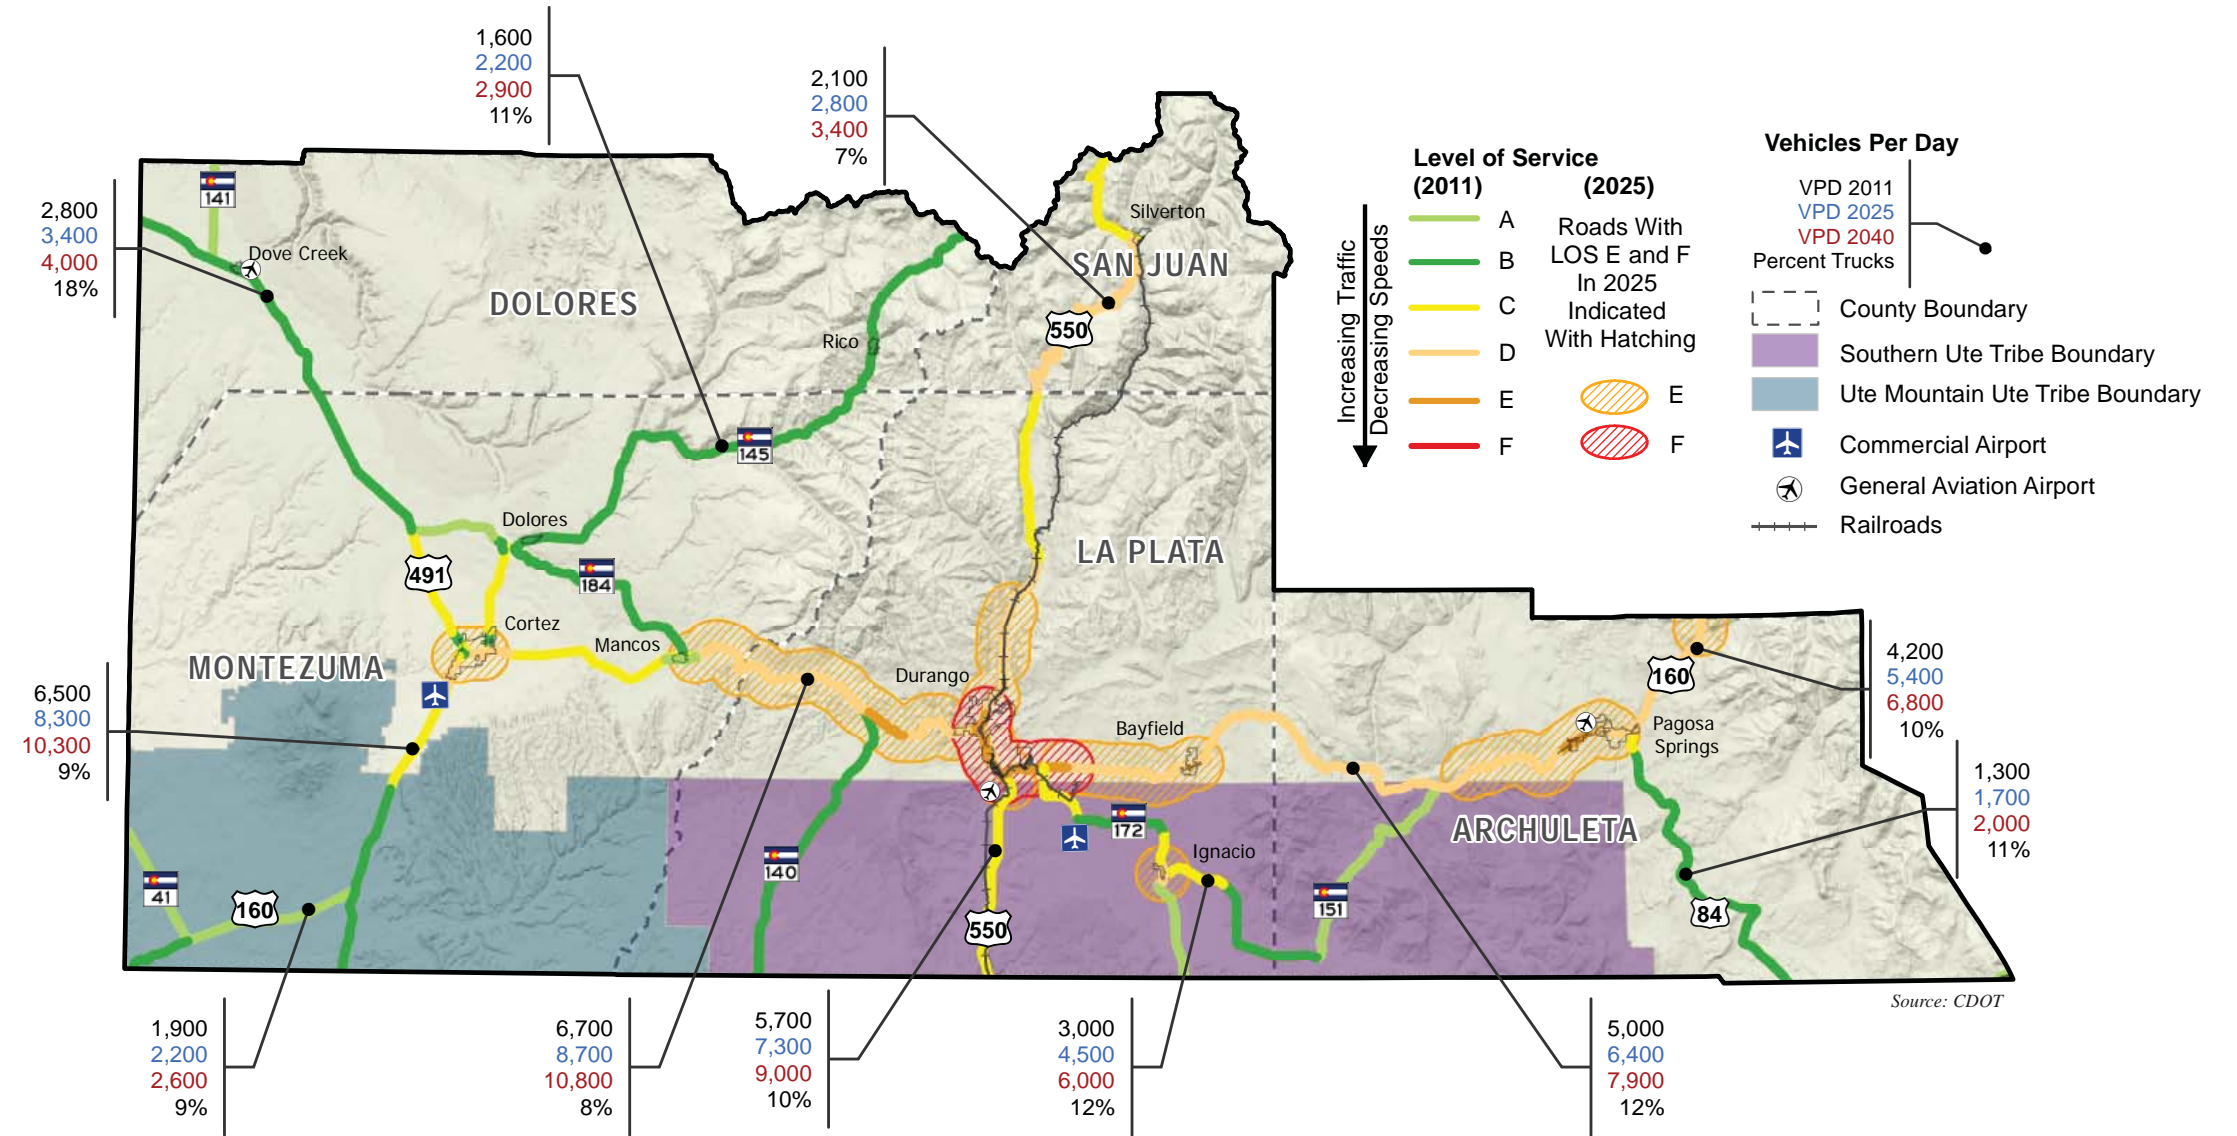 1,600
2,200
2,900
11%
2,100
2,800
3,400
7%
2,800
3,400
4,000
18%
141
Dove Creek
DOLORES
Rico
Silverton
SAN JUAN
550
145
Dolores
491
184
Cortez
Mancos
MONTEZUMA
LA PLATA
Durango
Bayfield
6,500
8,300
10,300
9%
160
Pagosa
Springs
4,200
5,400
6,800
10%
1,300
1,700
2,000
11%
172
Ignacio
ARCHULETA
140
41
160
151
84
550
Level of Service
(2011)
(2025)
Increasing Traffic
Decreasing Speeds
A
B
C
D
E
F
Roads With
LOS E and F
In 2025
Indicated
With Hatching
E
F
Vehicles Per Day
VPD 2011
VPD 2025
VPD 2040
Percent Trucks
County Boundary
Southern Ute Tribe Boundary
Ute Mountain Ute Tribe Boundary
Commercial Airport
General Aviation Airport
Railroads
Source: CDOT
1,900
2,200
2,600
9%
6,700
8,700
10,800
8%
5,700
7,300
9,000
10%
3,000
4,500
6,000
12%
5,000
6,400
7,900
12%